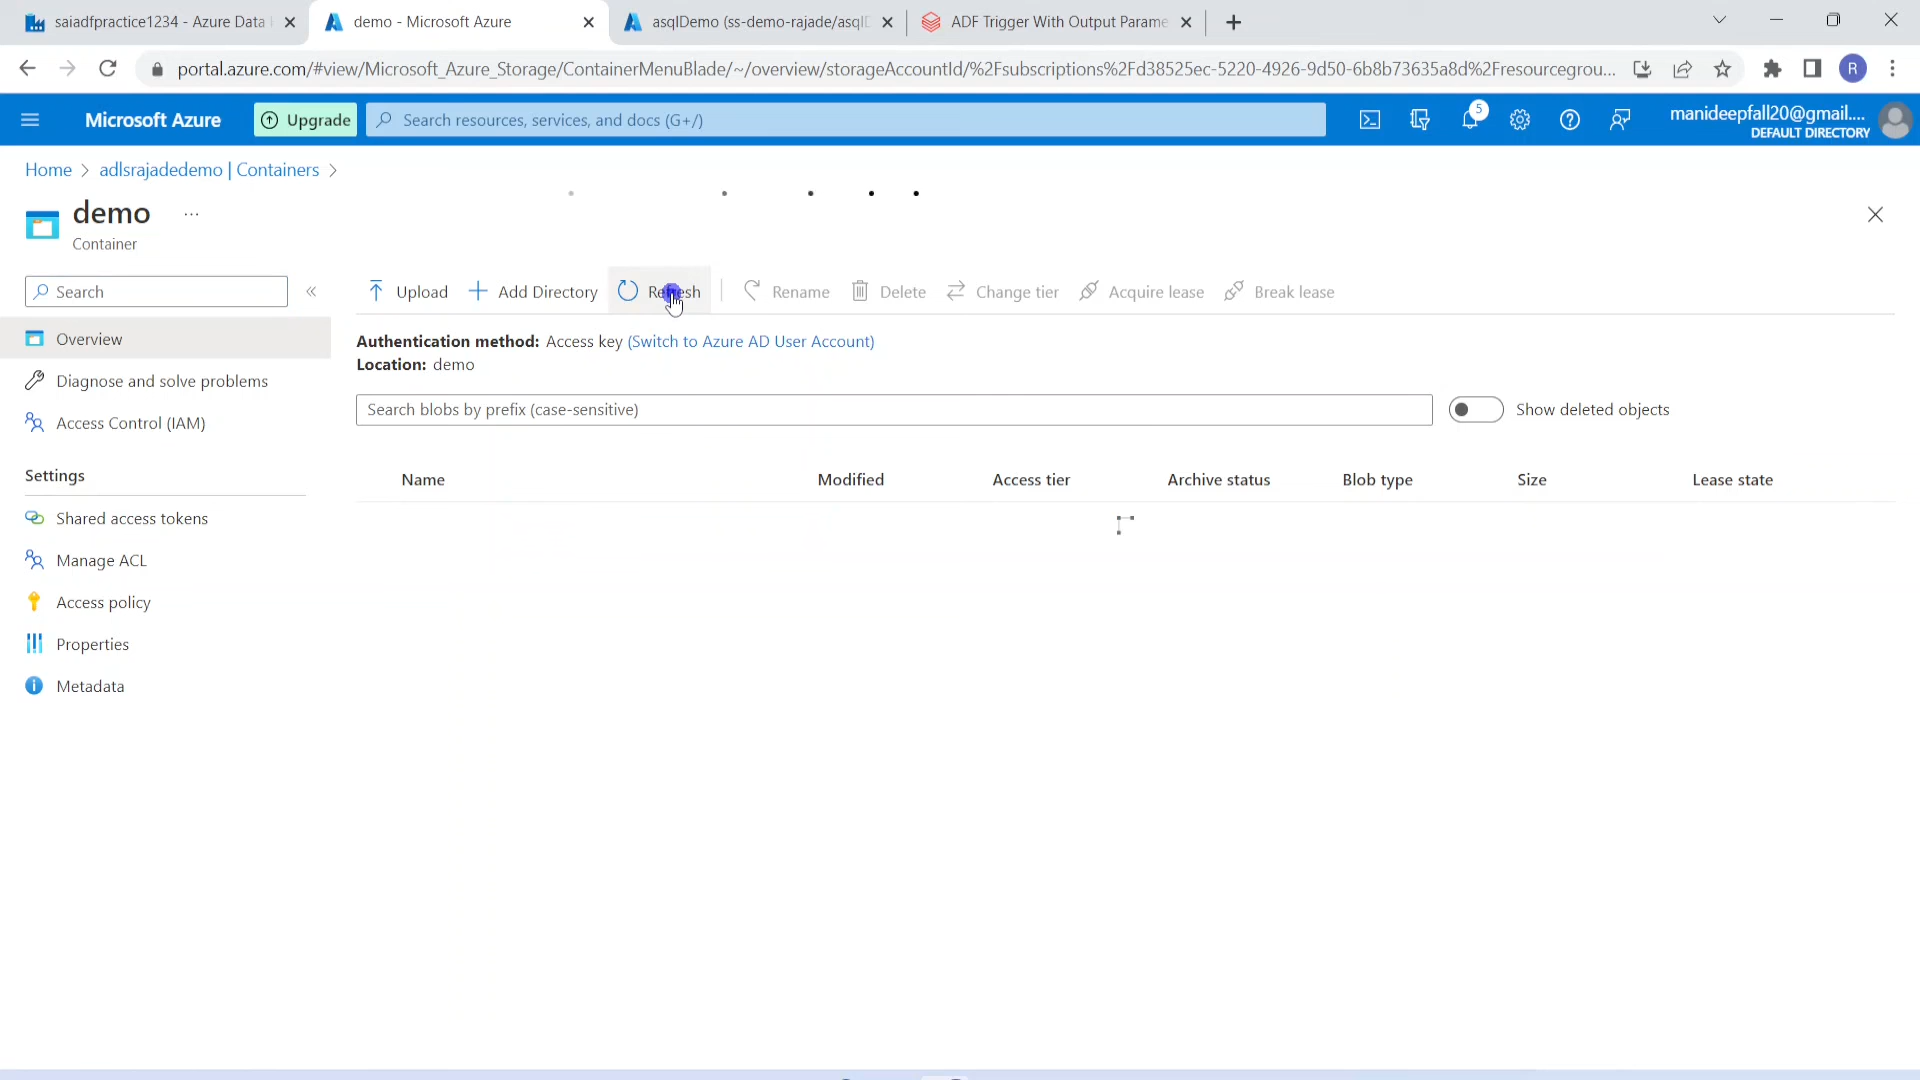 saiadfpractice1234 - Azure Data
demo - Microsoft Azure
asqlDemo (ss-demo-rajade/asql
ADF Trigger With Output Parame
portal.azure.com/#view/Microsoft_Azure_Storage/ContainerMenuBlade/~/overview/storageAccountId/%2Fsubscriptions%2Fd38525ec-5220-4926-9d50-6b8b73635a8d%2Fresourcegrou...
R
Microsoft Azure
Upgrade
Search resources, services, and docs (G+/)
5
manideepfall20@gmail....
DEFAULT DIRECTORY
Home > adlsrajadedemo | Containers >
demo ...
Container
Search
«
Upload
Add Directory
Refresh
Rename
Delete
Change tier
Acquire lease
Break lease
Overview
Diagnose and solve problems
Access Control (IAM)
Settings
Shared access tokens
Manage ACL
Access policy
Properties
Metadata
Authentication method: Access key (Switch to Azure AD User Account)
Location: demo
Search blobs by prefix (case-sensitive)
Show deleted objects
Name Modified Access tier Archive status Blob type Size Lease state